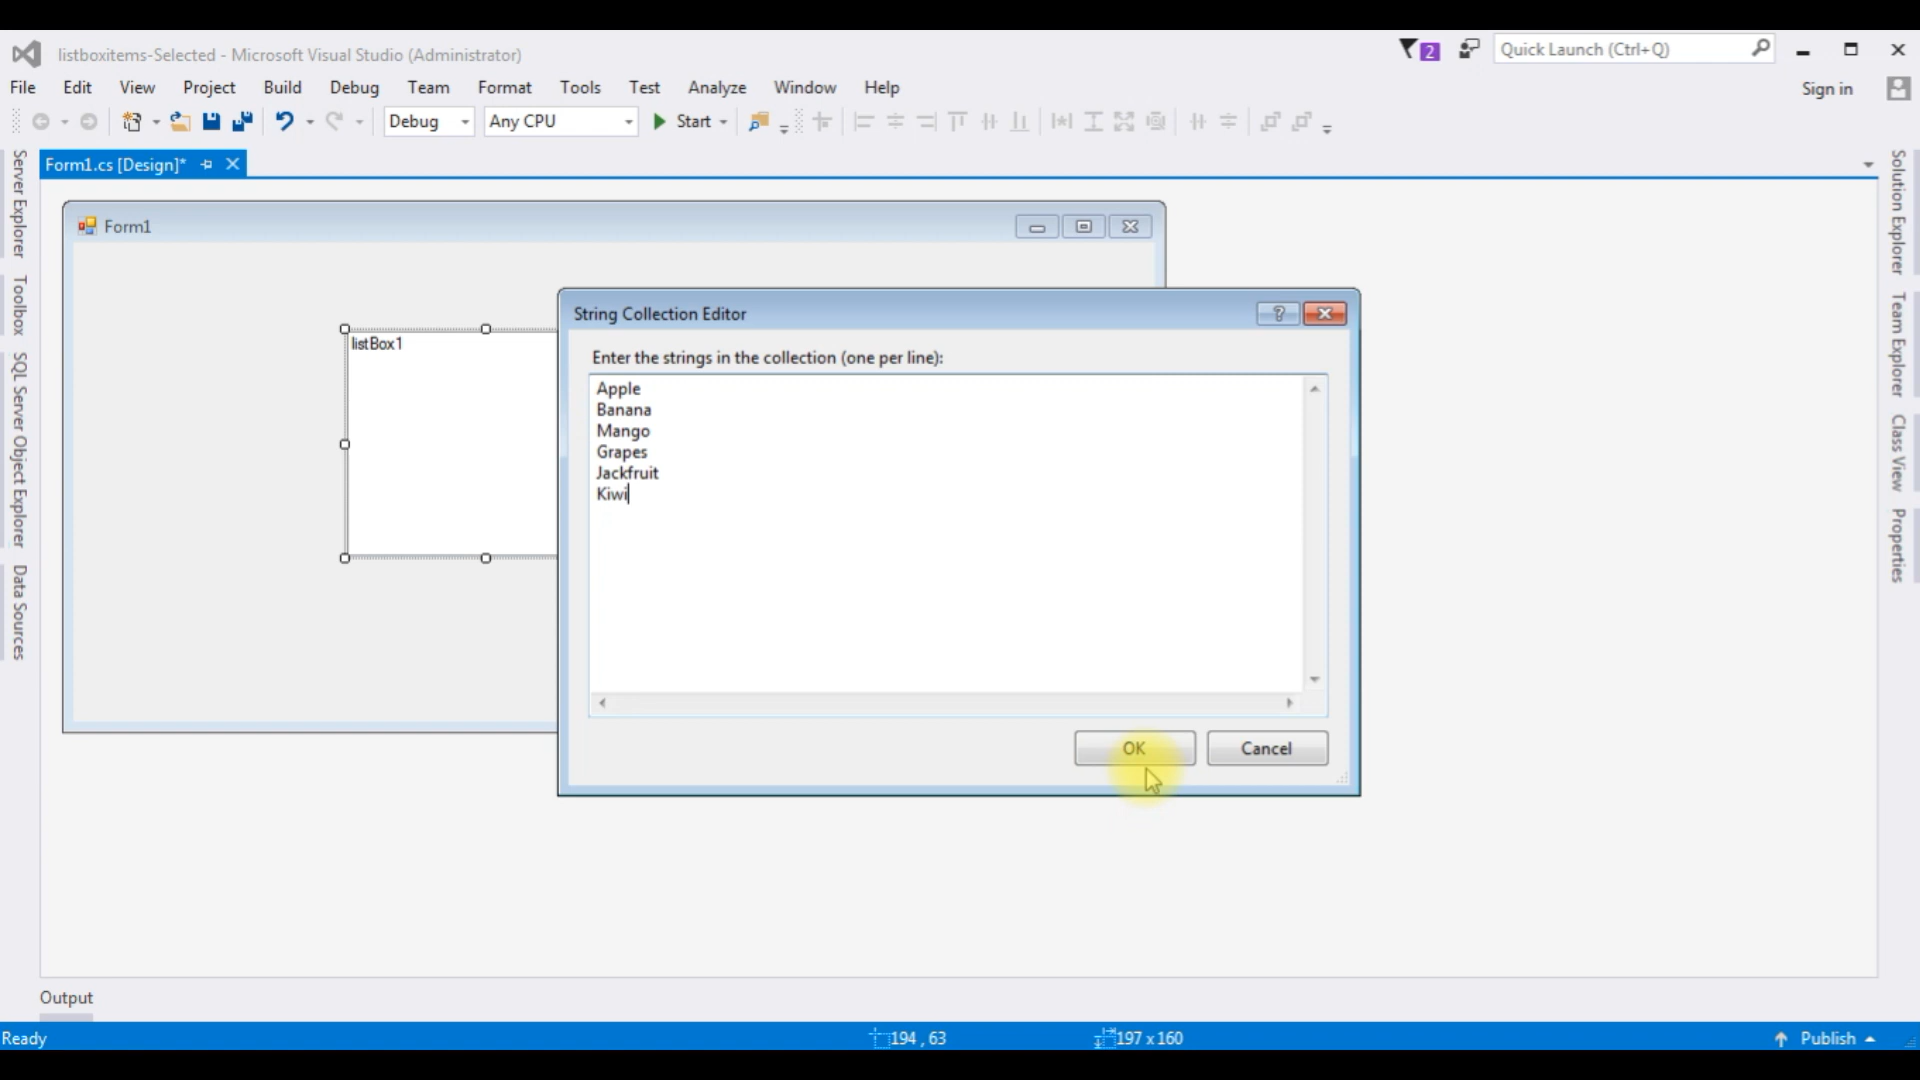 listboxitems-Selected - Microsoft Visual Studio (Administrator)
2
Quick Launch (Ctrl+Q)
File Edit View Project Build Debug Team Format Tools Test Analyze Window Help
Sign in
Debug Any CPU Start
Form1.cs [Design]*
Server Explorer
Toolbox
SQL Server Object Explorer
Data Sources
Form1
listBox1
String Collection Editor
?
Enter the strings in the collection (one per line):
Apple
Banana
Mango
Grapes
Jackfruit
Kiwi
OK Cancel
Solution Explorer
Team Explorer
Class View
Properties
Output
Ready
194 , 63
197 x 160
Publish